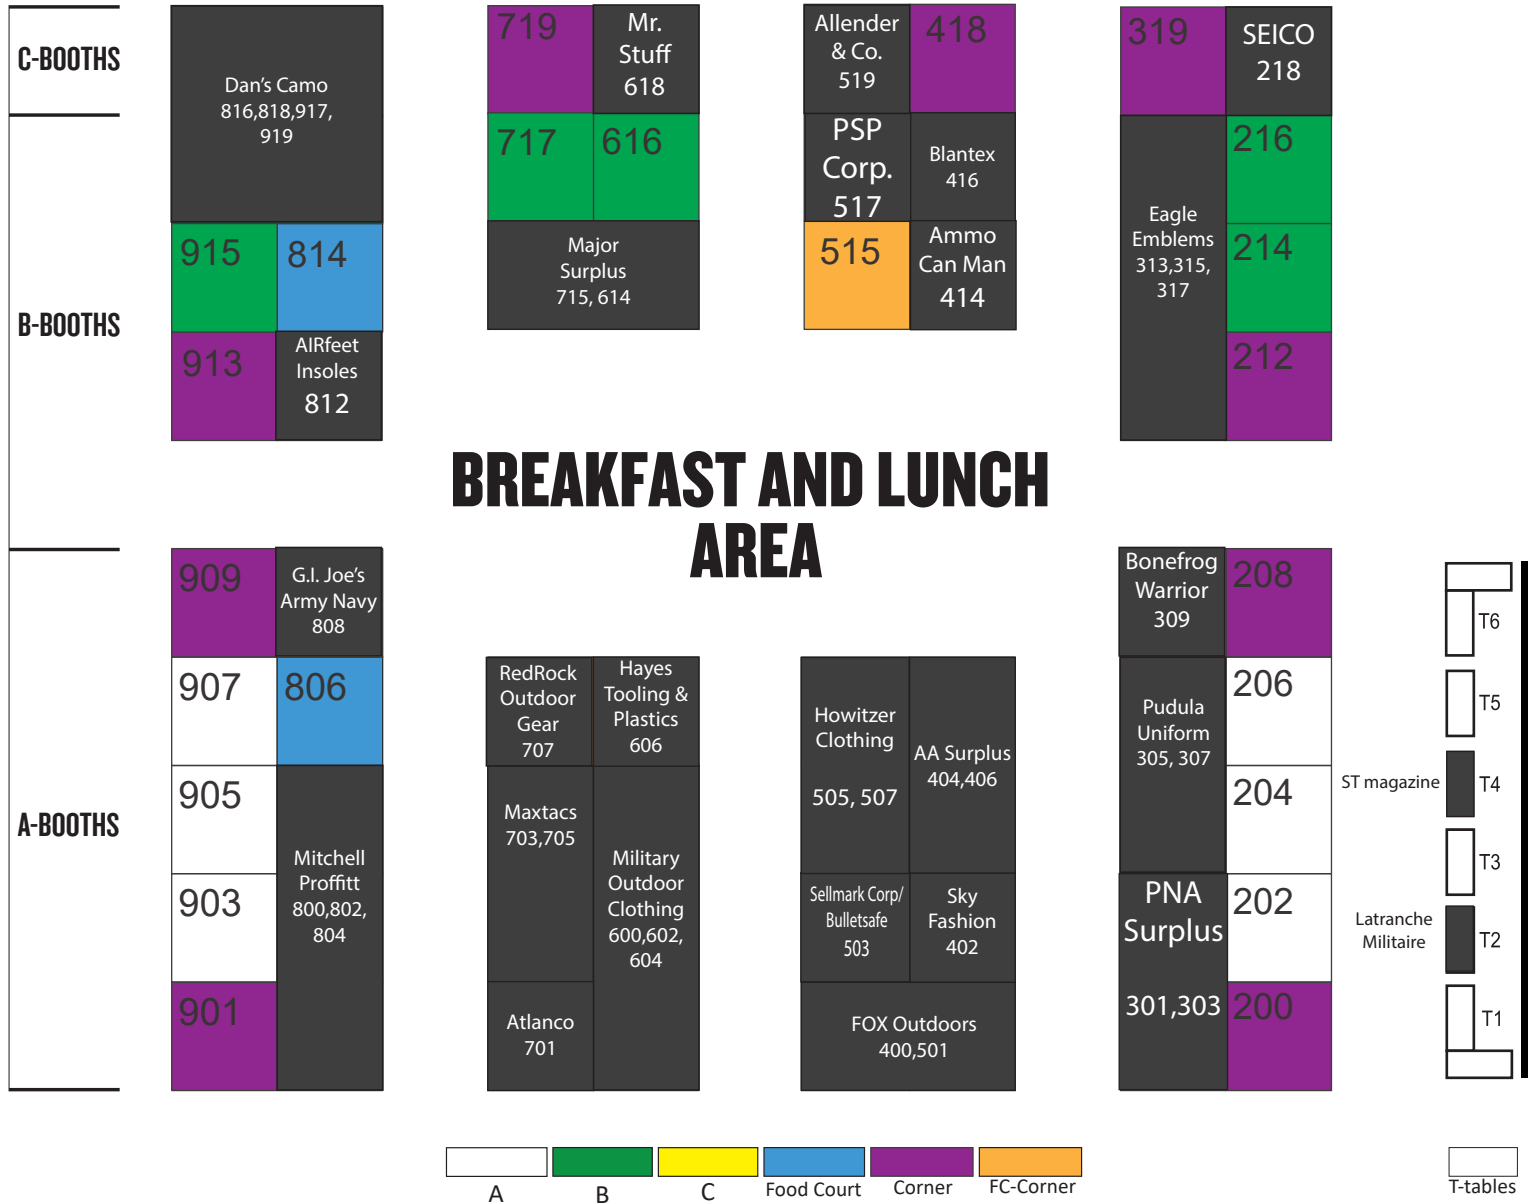 C-BOOTHS
B-BOOTHS
A-BOOTHS
Dan's Camo
816,818,917,
919
915
814
913
AIRfeet
Insoles
812
719
Mr.
Stuff
618
717
616
Major
Surplus
715, 614
Allender
& Co.
519
418
PSP
Corp.
517
Blantex
416
515
Ammo
Can Man
414
319
SEICO
218
Eagle
Emblems
313,315,
317
216
214
212
BREAKFAST AND LUNCH
AREA
909
G.I. Joe's
Army Navy
808
907
806
905
903
901
Mitchell
Proffitt
800,802,
804
RedRock
Outdoor
Gear
707
Hayes
Tooling &
Plastics
606
Maxtacs
703,705
Military
Outdoor
Clothing
600,602,
604
Atlanco
701
Howitzer
Clothing
505, 507
AA Surplus
404,406
Sellmark Corp/
Bulletsafe
503
Sky
Fashion
402
FOX Outdoors
400,501
Bonefrog
Warrior
309
208
Pudula
Uniform
305, 307
206
204
PNA
Surplus
301,303
202
200
T6
T5
ST magazine
T4
T3
Latranche
Militaire
T2
T1
A
B
C
Food Court
Corner
FC-Corner
T-tables